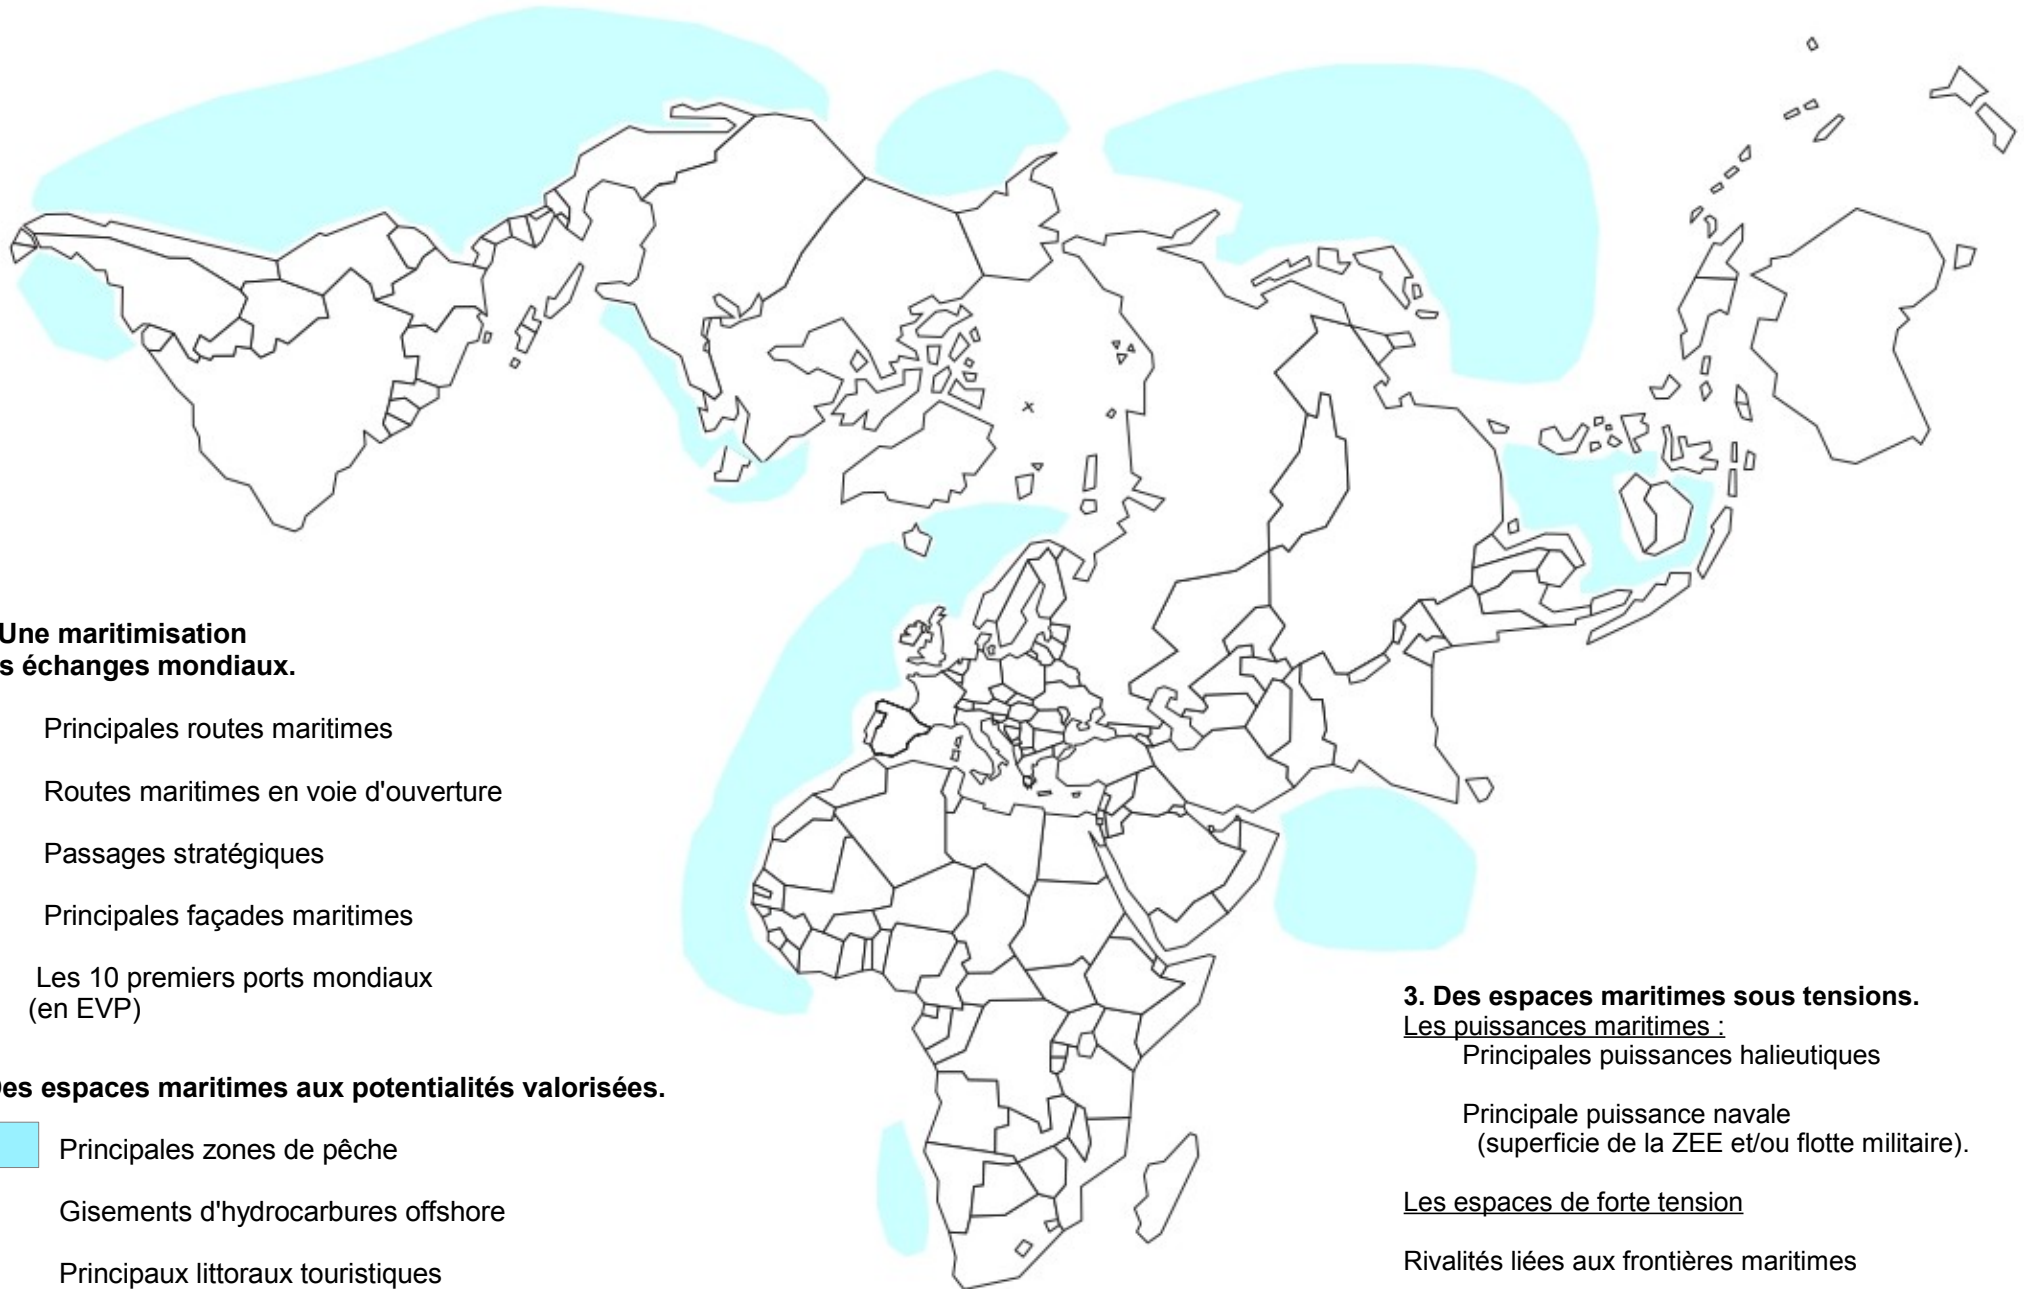 Une maritimisation
s échanges mondiaux.
Principales routes maritimes
Routes maritimes en voie d'ouverture
Passages stratégiques
Principales façades maritimes
Les 10 premiers ports mondiaux
(en EVP)
es espaces maritimes aux potentialités valorisées.
Principales zones de pêche
Gisements d'hydrocarbures offshore
Principaux littoraux touristiques
3. Des espaces maritimes sous tensions.
Les puissances maritimes :
Principales puissances halieutiques
Principale puissance navale
(superficie de la ZEE et/ou flotte militaire).
Les espaces de forte tension
Rivalités liées aux frontières maritimes